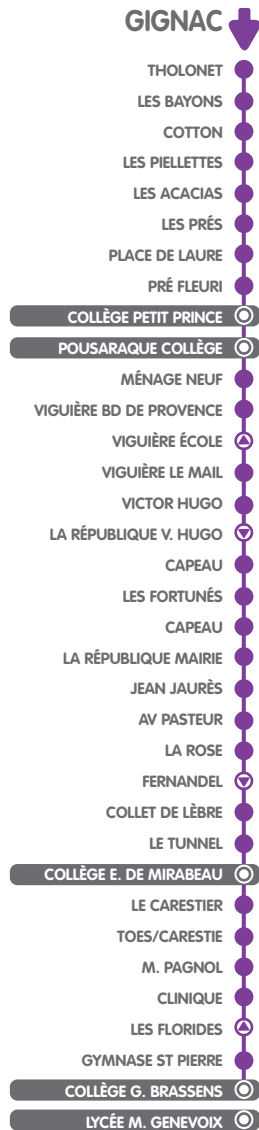 GIGNAC
THOLONET
LES BAYONS
COTTON
LES PIELLETTES
LES ACACIAS
LES PRÉS
PLACE DE LAURE
PRÉ FLEURI
COLLÈGE PETIT PRINCE
POUSARAQUE COLLÈGE
MÉNAGE NEUF
VIGUIÈRE BD DE PROVENCE
VIGUIÈRE ÉCOLE
VIGUIÈRE LE MAIL
VICTOR HUGO
LA RÉPUBLIQUE V. HUGO
CAPEAU
LES FORTUNÉS
CAPEAU
LA RÉPUBLIQUE MAIRIE
JEAN JAURÈS
AV PASTEUR
LA ROSE
FERNANDEL
COLLET DE LÈBRE
LE TUNNEL
COLLÈGE E. DE MIRABEAU
LE CARESTIER
TOES/CARESTIE
M. PAGNOL
CLINIQUE
LES FLORIDES
GYMNASE ST PIERRE
COLLÈGE G. BRASSENS
LYCÉE M. GENEVOIX